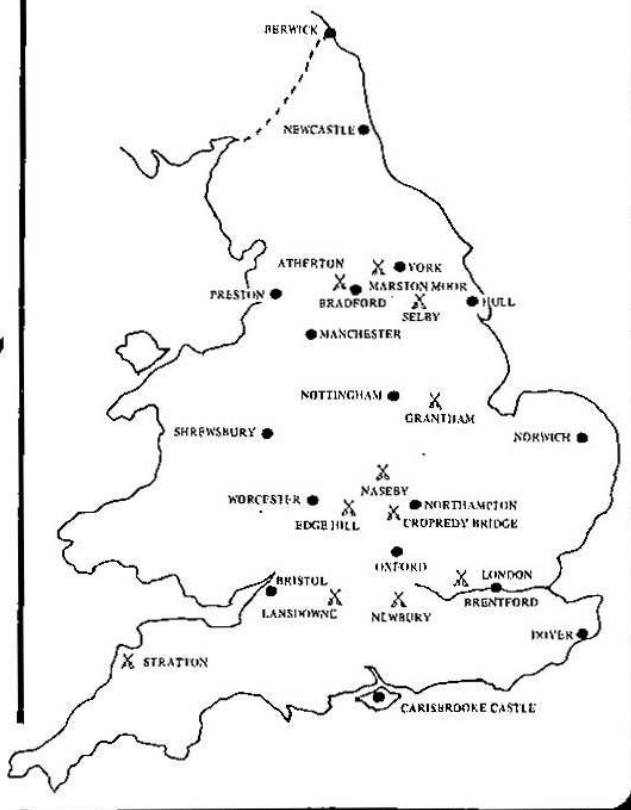 BERWICK
NEWCASTLE
ATHERTON
YORK
MARSTON MOOR
PRESTON
BRADFORD
HULL
SELBY
MANCHESTER
NOTTINGHAM
GRANTHAM
SHREWSBURY
NORWICH
NASEBY
WORCESTER
NORTHAMPTON
EDGE HILL
CROPREDY BRIDGE
OXFORD
BRISTOL
LONDON
LANSDOWNE
NEWBURY
BRENTFORD
DOVER
STRATTON
CARISBROOKE CASTLE